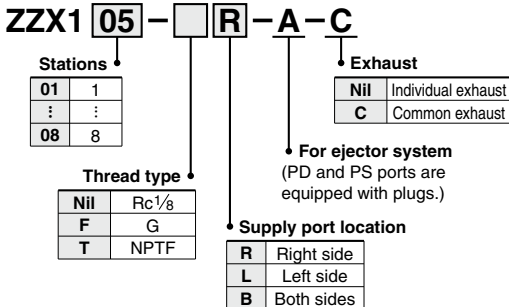 ZZX1 05 - R - A - C
Stations
01 1
⋮ ⋮
08 8
Exhaust
Nil Individual exhaust
C Common exhaust
For ejector system
(PD and PS ports are
equipped with plugs.)
Thread type
Nil Rc1⁄8
F G
T NPTF
Supply port location
R Right side
L Left side
B Both sides